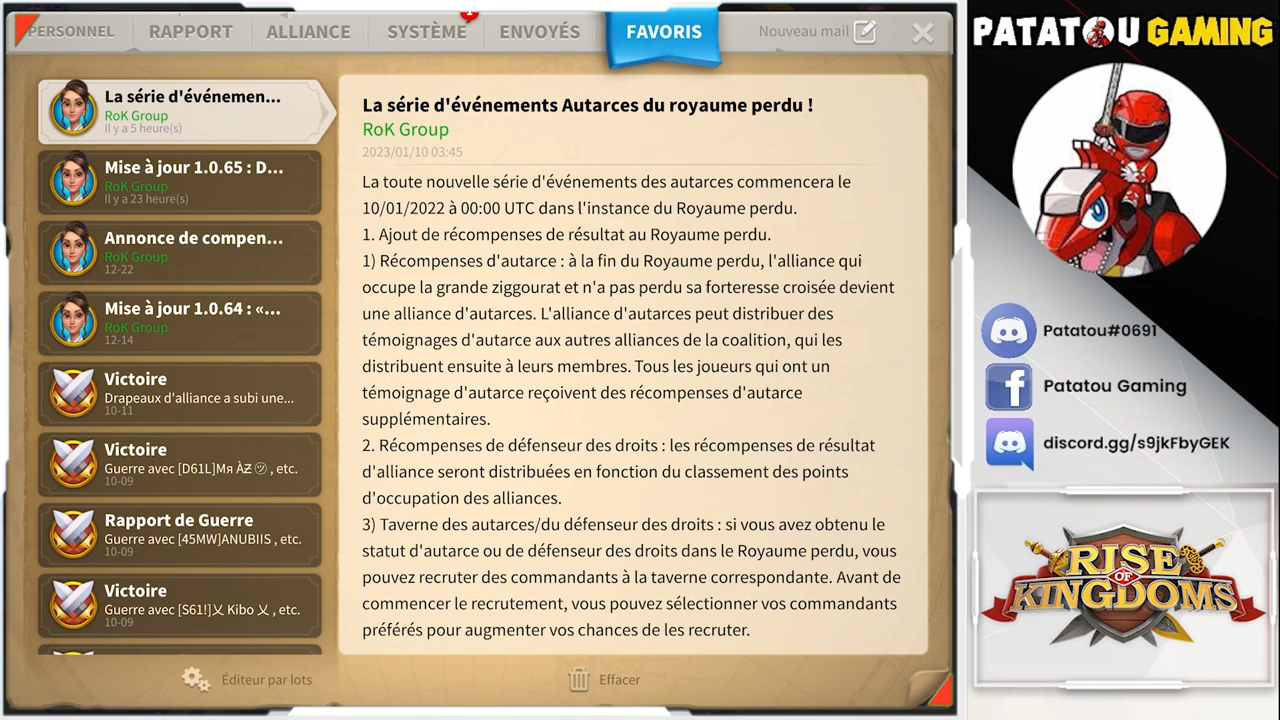 PERSONNEL
RAPPORT
ALLIANCE
SYSTÈME
1
ENVOYÉS
FAVORIS
Nouveau mail
La série d'événemen...
RoK Group
Il y a 5 heure(s)
Mise à jour 1.0.65 : D...
RoK Group
Il y a 23 heure(s)
Annonce de compen...
RoK Group
12-22
Mise à jour 1.0.64 : «...
RoK Group
12-14
Victoire
Drapeaux d'alliance a subi une...
10-11
Victoire
Guerre avec [D61L]Mя ÀƵ ㋡ , etc.
10-09
Rapport de Guerre
Guerre avec [45MW]ANUBIIS , etc.
10-09
Victoire
Guerre avec [S61!]乂 Kibo 乂 , etc.
10-09
Éditeur par lots
La série d'événements Autarces du royaume perdu !
RoK Group
2023/01/10 03:45
La toute nouvelle série d'événements des autarces commencera le
10/01/2022 à 00:00 UTC dans l'instance du Royaume perdu.
1. Ajout de récompenses de résultat au Royaume perdu.
1) Récompenses d'autarce : à la fin du Royaume perdu, l'alliance qui
occupe la grande ziggourat et n'a pas perdu sa forteresse croisée devient
une alliance d'autarces. L'alliance d'autarces peut distribuer des
témoignages d'autarce aux autres alliances de la coalition, qui les
distribuent ensuite à leurs membres. Tous les joueurs qui ont un
témoignage d'autarce reçoivent des récompenses d'autarce
supplémentaires.
2. Récompenses de défenseur des droits : les récompenses de résultat
d'alliance seront distribuées en fonction du classement des points
d'occupation des alliances.
3) Taverne des autarces/du défenseur des droits : si vous avez obtenu le
statut d'autarce ou de défenseur des droits dans le Royaume perdu, vous
pouvez recruter des commandants à la taverne correspondante. Avant de
commencer le recrutement, vous pouvez sélectionner vos commandants
préférés pour augmenter vos chances de les recruter.
Effacer
PATATOU GAMING
Patatou#0691
Patatou Gaming
discord.gg/s9jkFbyGEK
RISE
OF
KINGDOMS